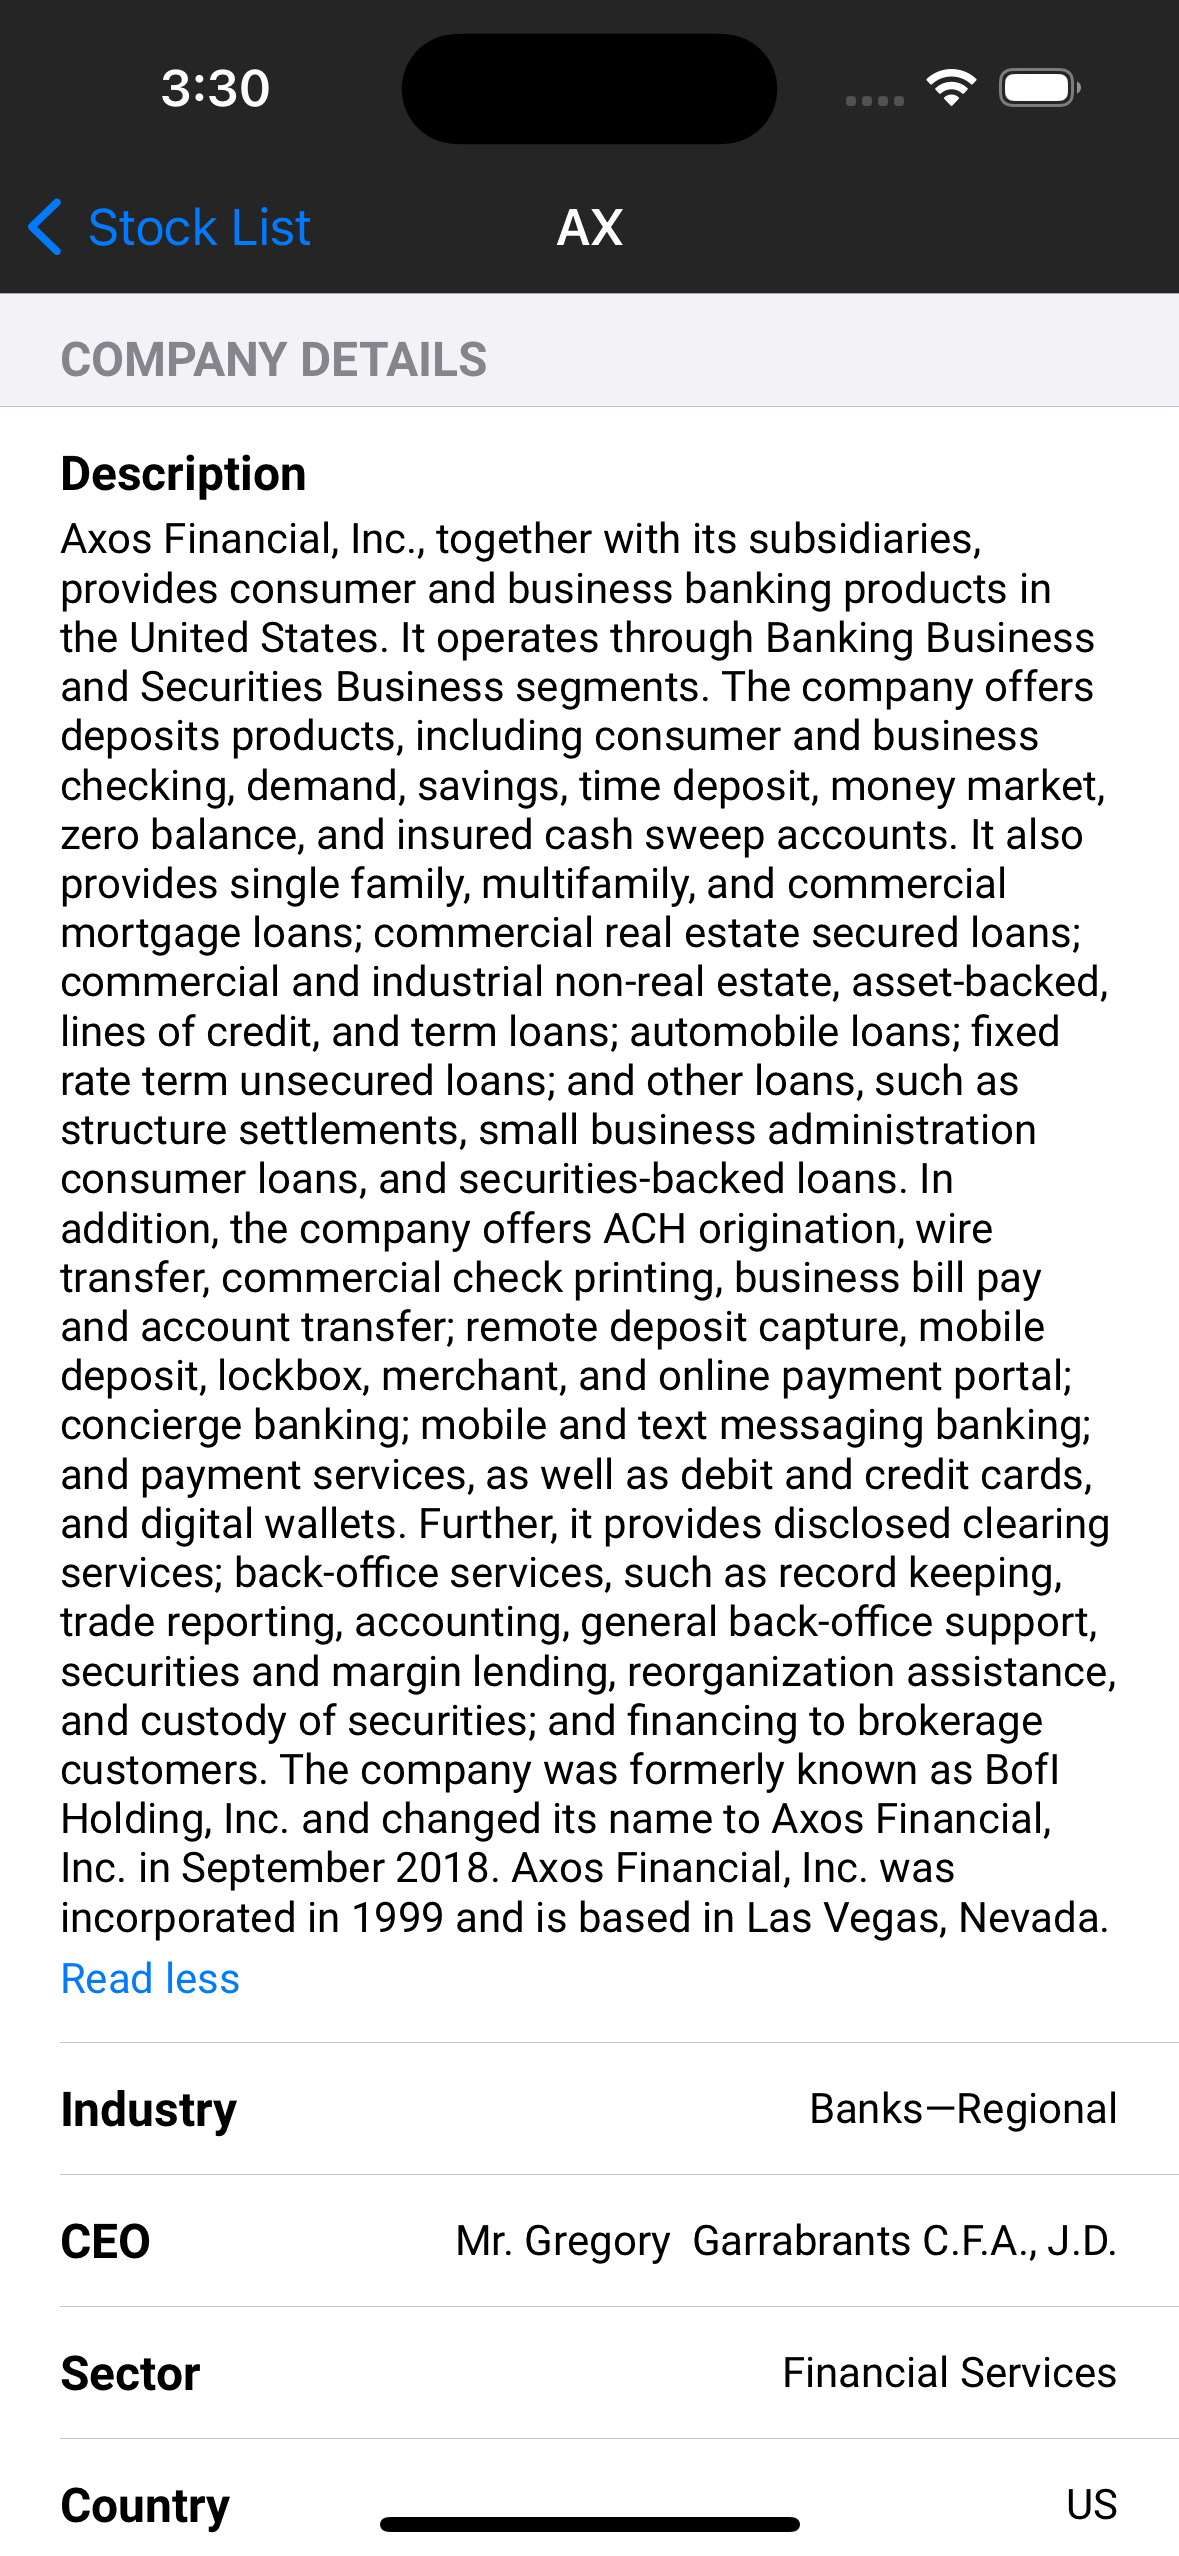 3:30
Stock List
AX
COMPANY DETAILS
Description
Axos Financial, Inc., together with its subsidiaries,
provides consumer and business banking products in
the United States. It operates through Banking Business
and Securities Business segments. The company offers
deposits products, including consumer and business
checking, demand, savings, time deposit, money market,
zero balance, and insured cash sweep accounts. It also
provides single family, multifamily, and commercial
mortgage loans; commercial real estate secured loans;
commercial and industrial non-real estate, asset-backed,
lines of credit, and term loans; automobile loans; fixed
rate term unsecured loans; and other loans, such as
structure settlements, small business administration
consumer loans, and securities-backed loans. In
addition, the company offers ACH origination, wire
transfer, commercial check printing, business bill pay
and account transfer; remote deposit capture, mobile
deposit, lockbox, merchant, and online payment portal;
concierge banking; mobile and text messaging banking;
and payment services, as well as debit and credit cards,
and digital wallets. Further, it provides disclosed clearing
services; back-office services, such as record keeping,
trade reporting, accounting, general back-office support,
securities and margin lending, reorganization assistance,
and custody of securities; and financing to brokerage
customers. The company was formerly known as BofI
Holding, Inc. and changed its name to Axos Financial,
Inc. in September 2018. Axos Financial, Inc. was
incorporated in 1999 and is based in Las Vegas, Nevada.
Read less
Industry Banks—Regional
CEO Mr. Gregory  Garrabrants C.F.A., J.D.
Sector Financial Services
Country US